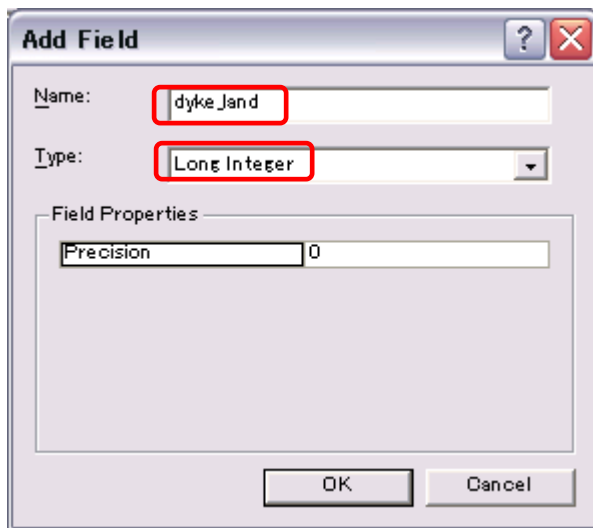 Add Field
?
Name: dyke_land
Type: Long Integer
Field Properties
Precision 0
OK Cancel